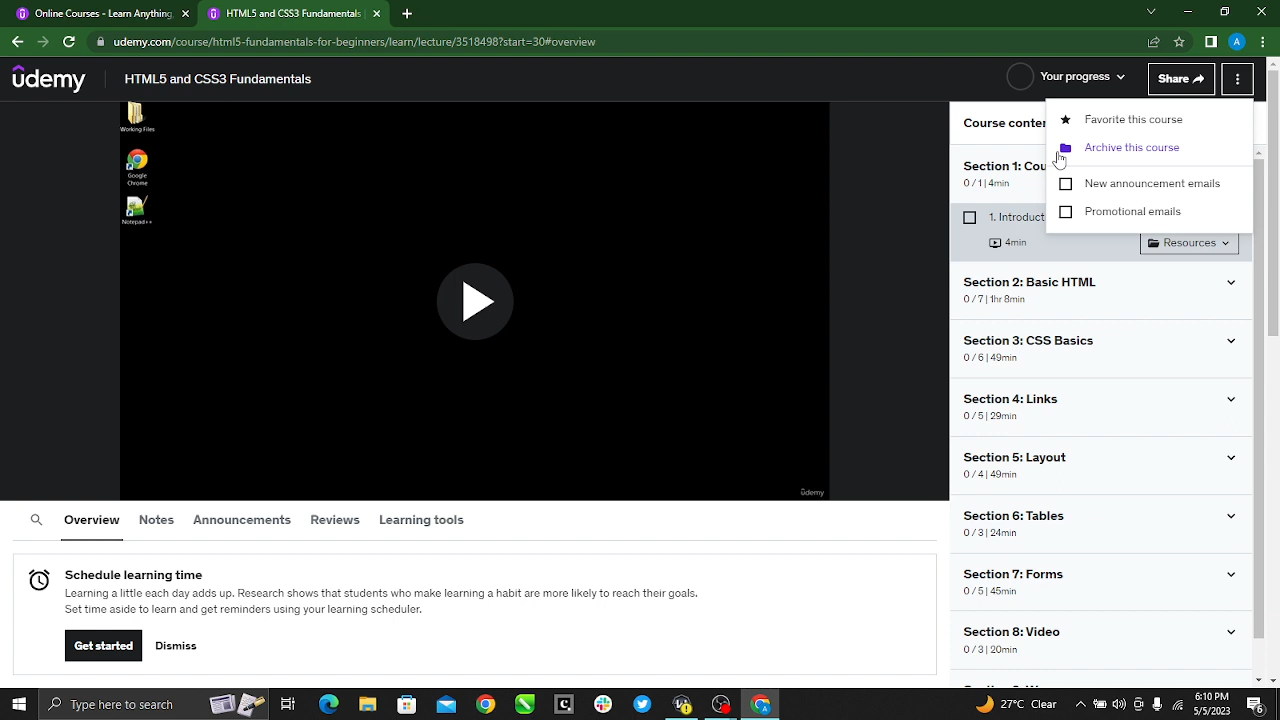 Online Courses - Learning Anyth
HTML5 and CSS3 Fundamentals |
udemy.com/course/html5-fundamentals-for-beginners/learn/lecture/3518498?start=30#overview
A
udemy
HTML5 and CSS3 Fundamentals
Your progress
Share
Working Files
Google
Chrome
Notepad++
udemy
Course conten
Favorite this course
Archive this course
New announcement emails
Promotional emails
Section 1: Cou
0 / 1 | 4min
1. Introduct
4min
Resources
Section 2: Basic HTML
0 / 7 | 1hr 8min
Section 3: CSS Basics
0 / 6 | 49min
Section 4: Links
0 / 5 | 29min
Section 5: Layout
0 / 4 | 49min
Section 6: Tables
0 / 3 | 24min
Section 7: Forms
0 / 5 | 45min
Section 8: Video
0 / 3 | 20min
Overview Notes Announcements Reviews Learning tools
Schedule learning time
Learning a little each day adds up. Research shows that students who make learning a habit are more likely to reach their goals.
Set time aside to learn and get reminders using your learning scheduler.
Get started Dismiss
Type here to search
27°C Clear
6:10 PM
5/5/2023
6